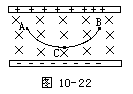 + + + + + + +
A
B
C
- - - - - - -
图 10-22